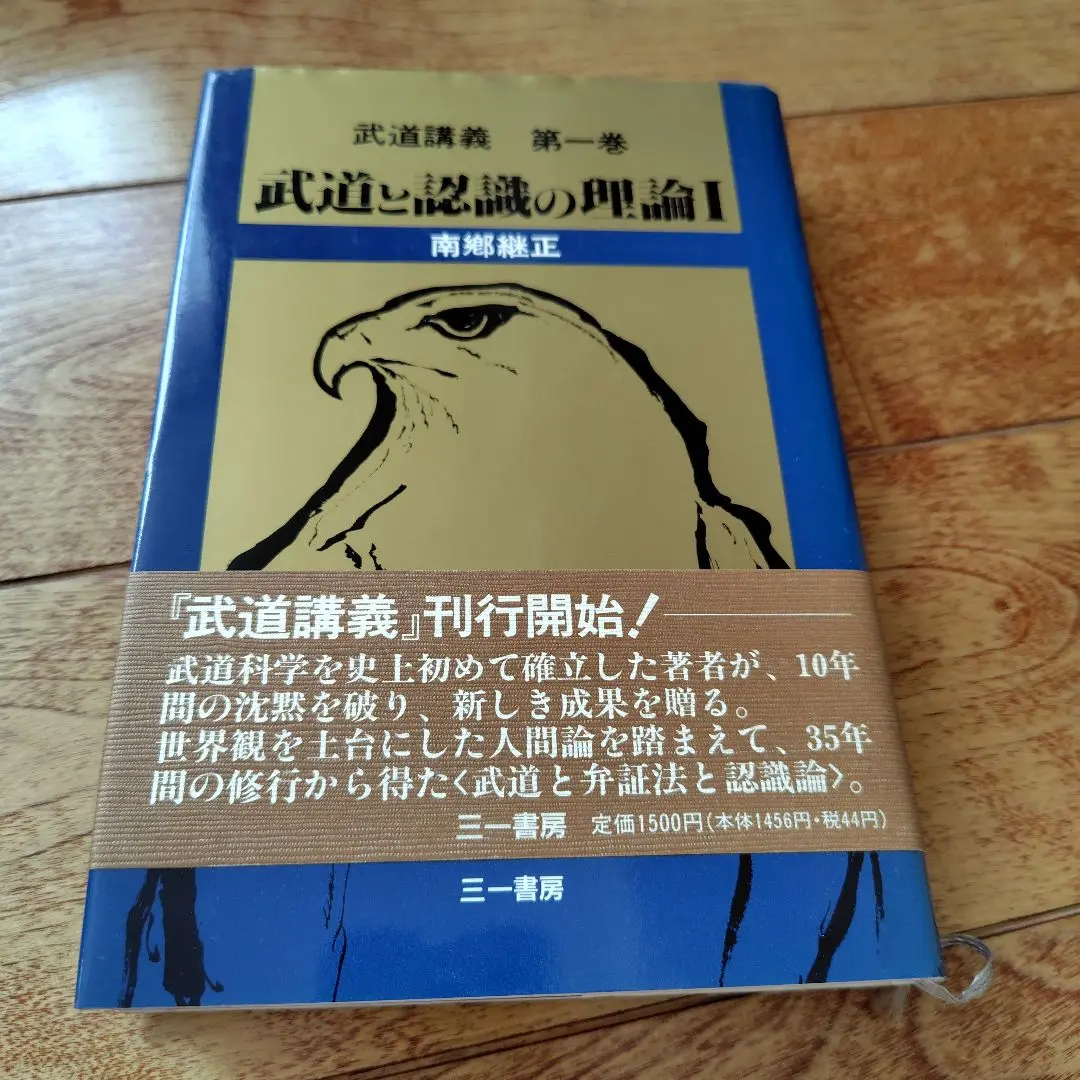 武道講義 第一巻
武道と認識の理論I
南郷継正
『武道講義』刊行開始!
武道科学を史上初めて確立した著者が、10年
間の沈黙を破り、新しき成果を贈る。
世界観を土台にした人間論を踏まえて、35年
間の修行から得た〈武道と弁証法と認識論〉。
三一書房 定価1500円(本体1456円・税44円)
三一書房